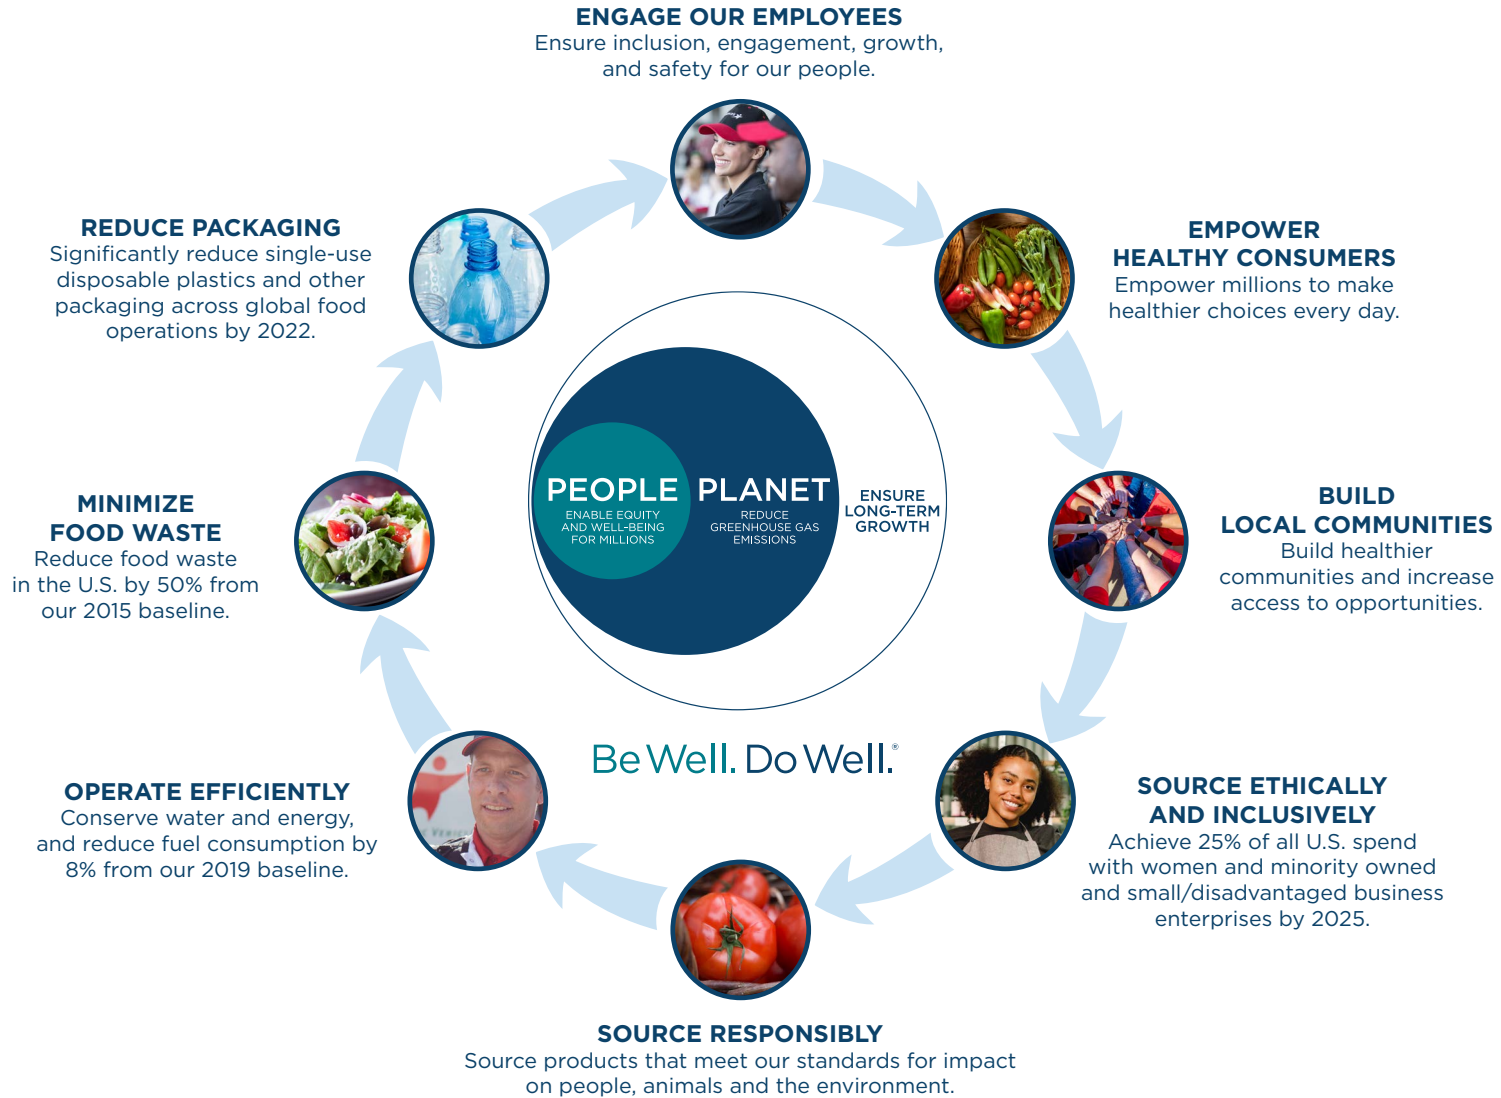 ENGAGE OUR EMPLOYEES
Ensure inclusion, engagement, growth,
and safety for our people.
EMPOWER
HEALTHY CONSUMERS
Empower millions to make
healthier choices every day.
BUILD
LOCAL COMMUNITIES
Build healthier
communities and increase
access to opportunities.
SOURCE ETHICALLY
AND INCLUSIVELY
Achieve 25% of all U.S. spend
with women and minority owned
and small/disadvantaged business
enterprises by 2025.
SOURCE RESPONSIBLY
Source products that meet our standards for impact
on people, animals and the environment.
OPERATE EFFICIENTLY
Conserve water and energy,
and reduce fuel consumption by
8% from our 2019 baseline.
MINIMIZE
FOOD WASTE
Reduce food waste
in the U.S. by 50% from
our 2015 baseline.
REDUCE PACKAGING
Significantly reduce single-use
disposable plastics and other
packaging across global food
operations by 2022.
PEOPLE
ENABLE EQUITY
AND WELL-BEING
FOR MILLIONS
PLANET
REDUCE
GREENHOUSE GAS
EMISSIONS
ENSURE
LONG-TERM
GROWTH
Be Well. Do Well.®